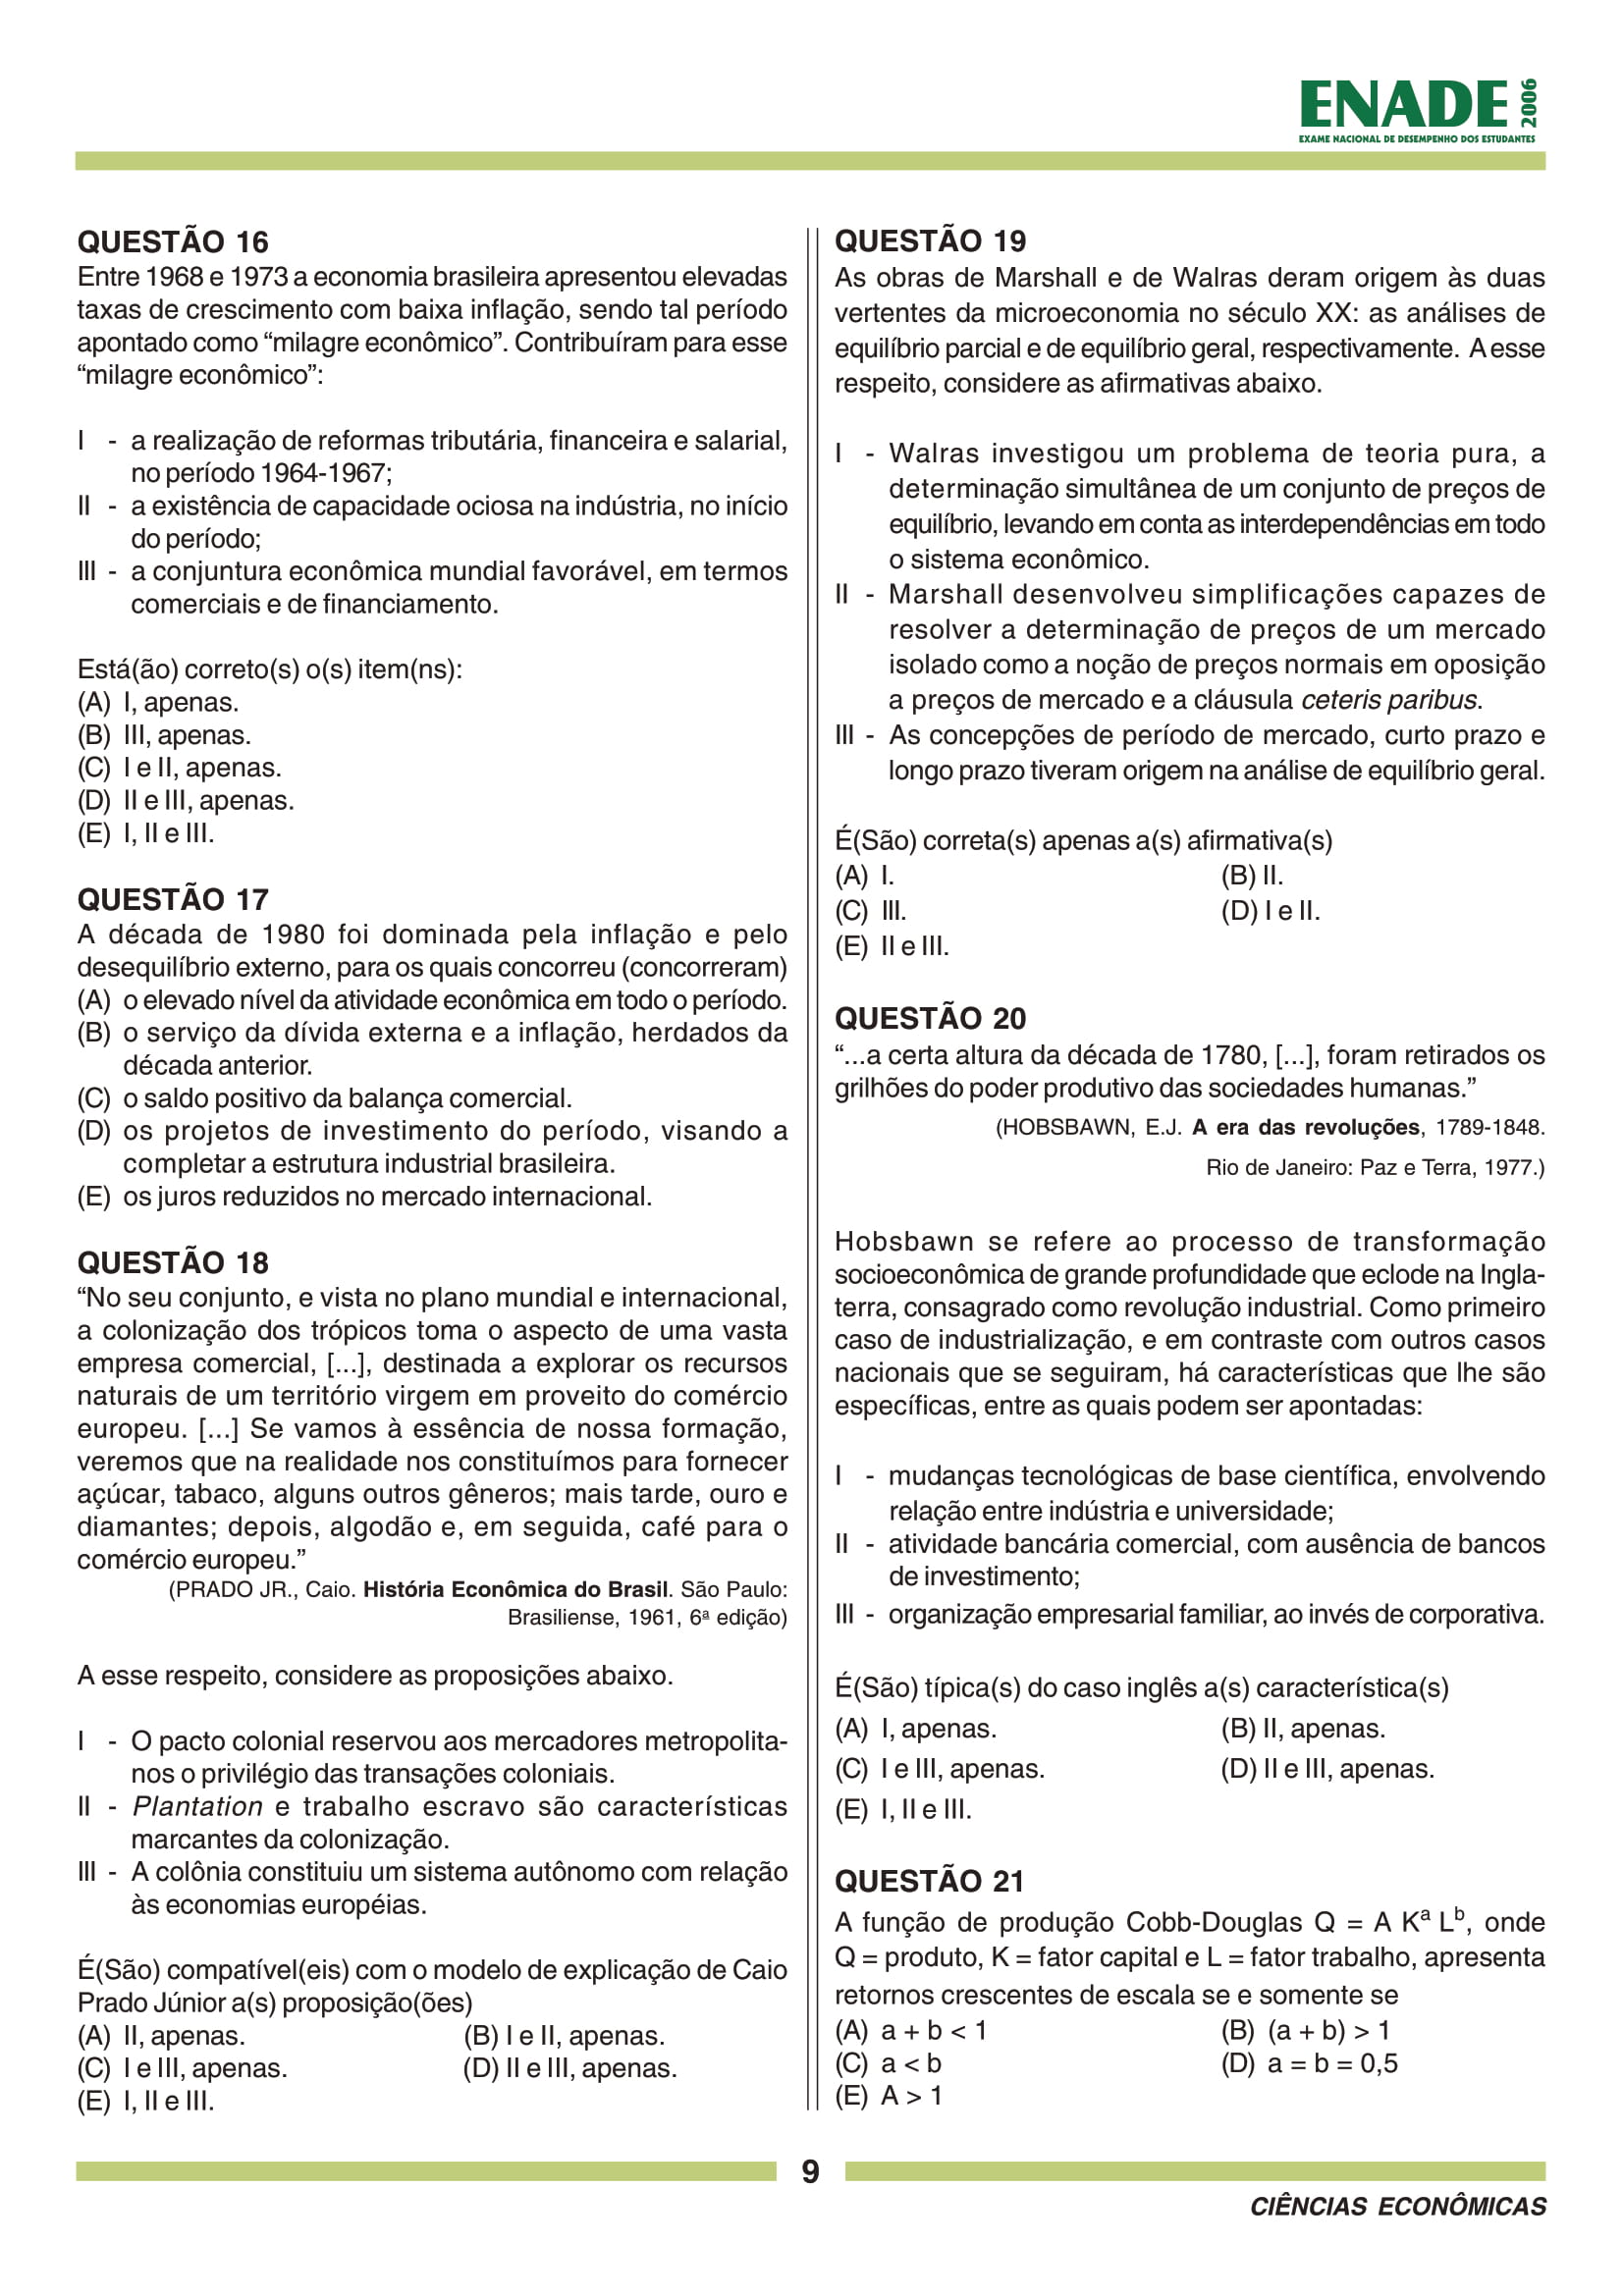 ENADE 2006
EXAME NACIONAL DE DESEMPENHO DOS ESTUDANTES
QUESTÃO 16
Entre 1968 e 1973 a economia brasileira apresentou elevadas
taxas de crescimento com baixa inflação, sendo tal período
apontado como “milagre econômico”. Contribuíram para esse
“milagre econômico”:
I - a realização de reformas tributária, financeira e salarial,
no período 1964-1967;
II - a existência de capacidade ociosa na indústria, no início
do período;
III - a conjuntura econômica mundial favorável, em termos
comerciais e de financiamento.
Está(ão) correto(s) o(s) item(ns):
(A) I, apenas.
(B) III, apenas.
(C) I e II, apenas.
(D) II e III, apenas.
(E) I, II e III.
QUESTÃO 17
A década de 1980 foi dominada pela inflação e pelo
desequilíbrio externo, para os quais concorreu (concorreram)
(A) o elevado nível da atividade econômica em todo o período.
(B) o serviço da dívida externa e a inflação, herdados da
década anterior.
(C) o saldo positivo da balança comercial.
(D) os projetos de investimento do período, visando a
completar a estrutura industrial brasileira.
(E) os juros reduzidos no mercado internacional.
QUESTÃO 18
“No seu conjunto, e vista no plano mundial e internacional,
a colonização dos trópicos toma o aspecto de uma vasta
empresa comercial, [...], destinada a explorar os recursos
naturais de um território virgem em proveito do comércio
europeu. [...] Se vamos à essência de nossa formação,
veremos que na realidade nos constituímos para fornecer
açúcar, tabaco, alguns outros gêneros; mais tarde, ouro e
diamantes; depois, algodão e, em seguida, café para o
comércio europeu.”
(PRADO JR., Caio. História Econômica do Brasil. São Paulo:
Brasiliense, 1961, 6ª edição)
A esse respeito, considere as proposições abaixo.
I - O pacto colonial reservou aos mercadores metropolita-
nos o privilégio das transações coloniais.
II - Plantation e trabalho escravo são características
marcantes da colonização.
III - A colônia constituiu um sistema autônomo com relação
às economias européias.
É(São) compatível(eis) com o modelo de explicação de Caio
Prado Júnior a(s) proposição(ões)
(A) II, apenas. (B) I e II, apenas.
(C) I e III, apenas. (D) II e III, apenas.
(E) I, II e III.
QUESTÃO 19
As obras de Marshall e de Walras deram origem às duas
vertentes da microeconomia no século XX: as análises de
equilíbrio parcial e de equilíbrio geral, respectivamente. A esse
respeito, considere as afirmativas abaixo.
I - Walras investigou um problema de teoria pura, a
determinação simultânea de um conjunto de preços de
equilíbrio, levando em conta as interdependências em todo
o sistema econômico.
II - Marshall desenvolveu simplificações capazes de
resolver a determinação de preços de um mercado
isolado como a noção de preços normais em oposição
a preços de mercado e a cláusula ceteris paribus.
III - As concepções de período de mercado, curto prazo e
longo prazo tiveram origem na análise de equilíbrio geral.
É(São) correta(s) apenas a(s) afirmativa(s)
(A) I. (B) II.
(C) III. (D) I e II.
(E) II e III.
QUESTÃO 20
“...a certa altura da década de 1780, [...], foram retirados os
grilhões do poder produtivo das sociedades humanas.”
(HOBSBAWN, E.J. A era das revoluções, 1789-1848.
Rio de Janeiro: Paz e Terra, 1977.)
Hobsbawn se refere ao processo de transformação
socioeconômica de grande profundidade que eclode na Ingla-
terra, consagrado como revolução industrial. Como primeiro
caso de industrialização, e em contraste com outros casos
nacionais que se seguiram, há características que lhe são
específicas, entre as quais podem ser apontadas:
I - mudanças tecnológicas de base científica, envolvendo
relação entre indústria e universidade;
II - atividade bancária comercial, com ausência de bancos
de investimento;
III - organização empresarial familiar, ao invés de corporativa.
É(São) típica(s) do caso inglês a(s) característica(s)
(A) I, apenas. (B) II, apenas.
(C) I e III, apenas. (D) II e III, apenas.
(E) I, II e III.
QUESTÃO 21
A função de produção Cobb-Douglas Q = A Kᵃ Lᵇ, onde
Q = produto, K = fator capital e L = fator trabalho, apresenta
retornos crescentes de escala se e somente se
(A) a + b < 1 (B) (a + b) > 1
(C) a < b (D) a = b = 0,5
(E) A > 1
9
CIÊNCIAS ECONÔMICAS